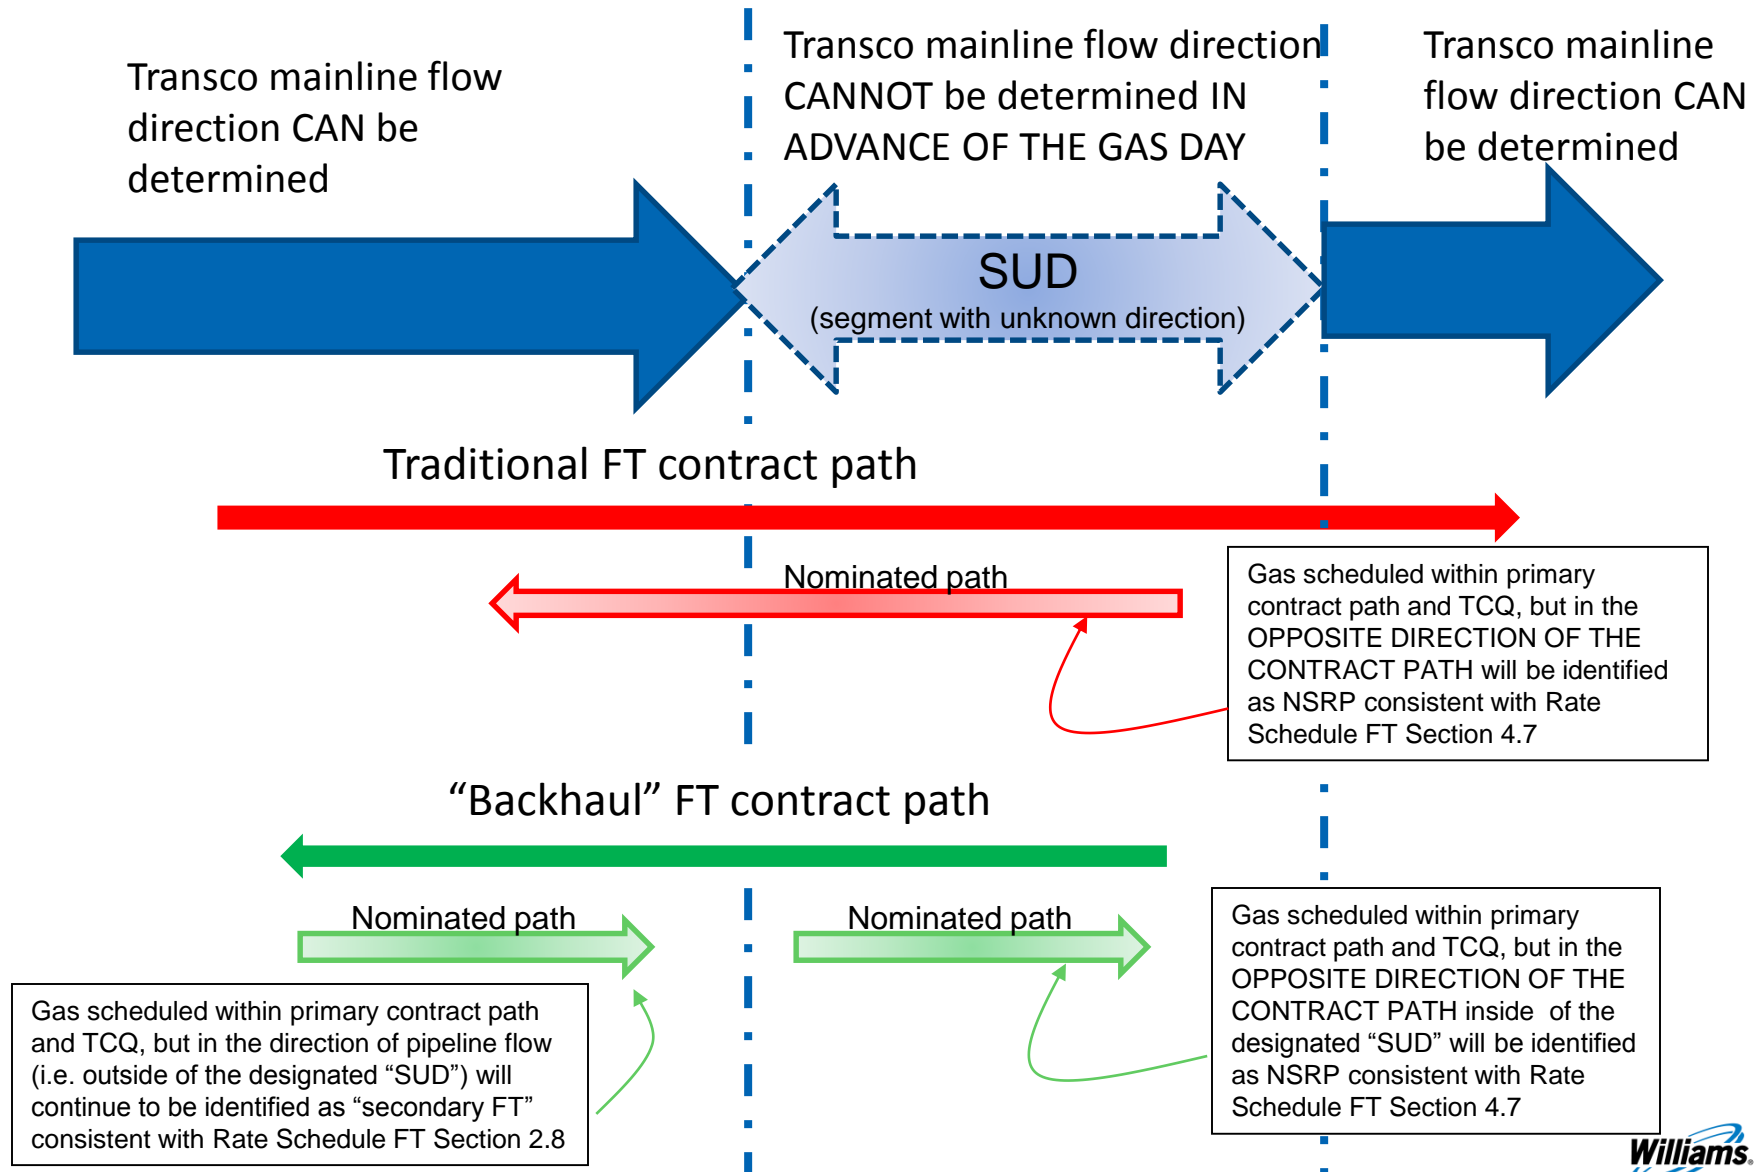 Transco mainline flow
direction CAN be
determined
Transco mainline flow direction
CANNOT be determined IN
ADVANCE OF THE GAS DAY
Transco mainline
flow direction CAN
be determined
SUD
(segment with unknown direction)
Traditional FT contract path
Nominated path
Gas scheduled within primary
contract path and TCQ, but in the
OPPOSITE DIRECTION OF THE
CONTRACT PATH will be identified
as NSRP consistent with Rate
Schedule FT Section 4.7
“Backhaul” FT contract path
Nominated path
Nominated path
Gas scheduled within primary contract path
and TCQ, but in the direction of pipeline flow
(i.e. outside of the designated “SUD”) will
continue to be identified as “secondary FT”
consistent with Rate Schedule FT Section 2.8
Gas scheduled within primary
contract path and TCQ, but in the
OPPOSITE DIRECTION OF THE
CONTRACT PATH inside  of the
designated “SUD” will be identified
as NSRP consistent with Rate
Schedule FT Section 4.7
Williams.